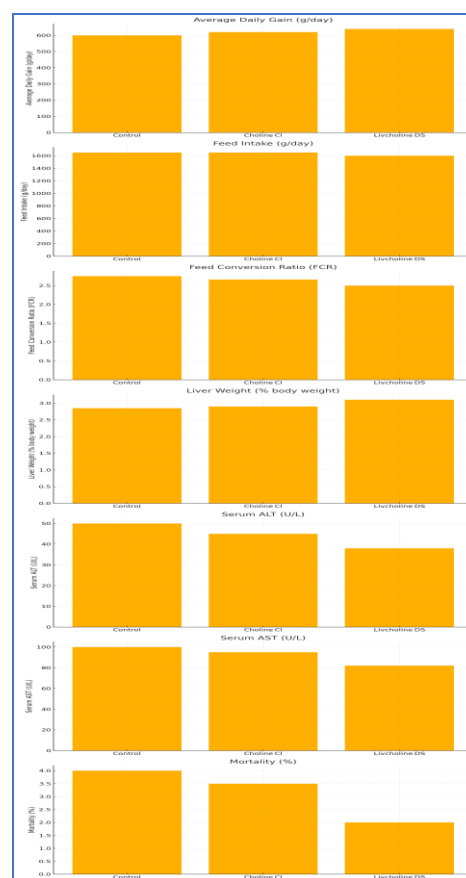 Average Daily Gain (g/day)
Average Daily Gain (g/day)
600
500
400
300
200
100
0
Control
Choline Cl
Livcholine DS
Feed Intake (g/day)
Feed Intake (g/day)
1600
1400
1200
1000
800
600
400
200
0
Control
Choline Cl
Livcholine DS
Feed Conversion Ratio (FCR)
Feed Conversion Ratio (FCR)
2.5
2.0
1.5
1.0
0.5
0.0
Control
Choline Cl
Livcholine DS
Liver Weight (% body weight)
Liver Weight (% body weight)
3.0
2.5
2.0
1.5
1.0
0.5
0.0
Control
Choline Cl
Livcholine DS
Serum ALT (U/L)
Serum ALT (U/L)
50
40
30
20
10
0
Control
Choline Cl
Livcholine DS
Serum AST (U/L)
Serum AST (U/L)
100
80
60
40
20
0
Control
Choline Cl
Livcholine DS
Mortality (%)
Mortality (%)
4.0
3.5
3.0
2.5
2.0
1.5
1.0
0.5
0.0
Control
Choline Cl
Livcholine DS